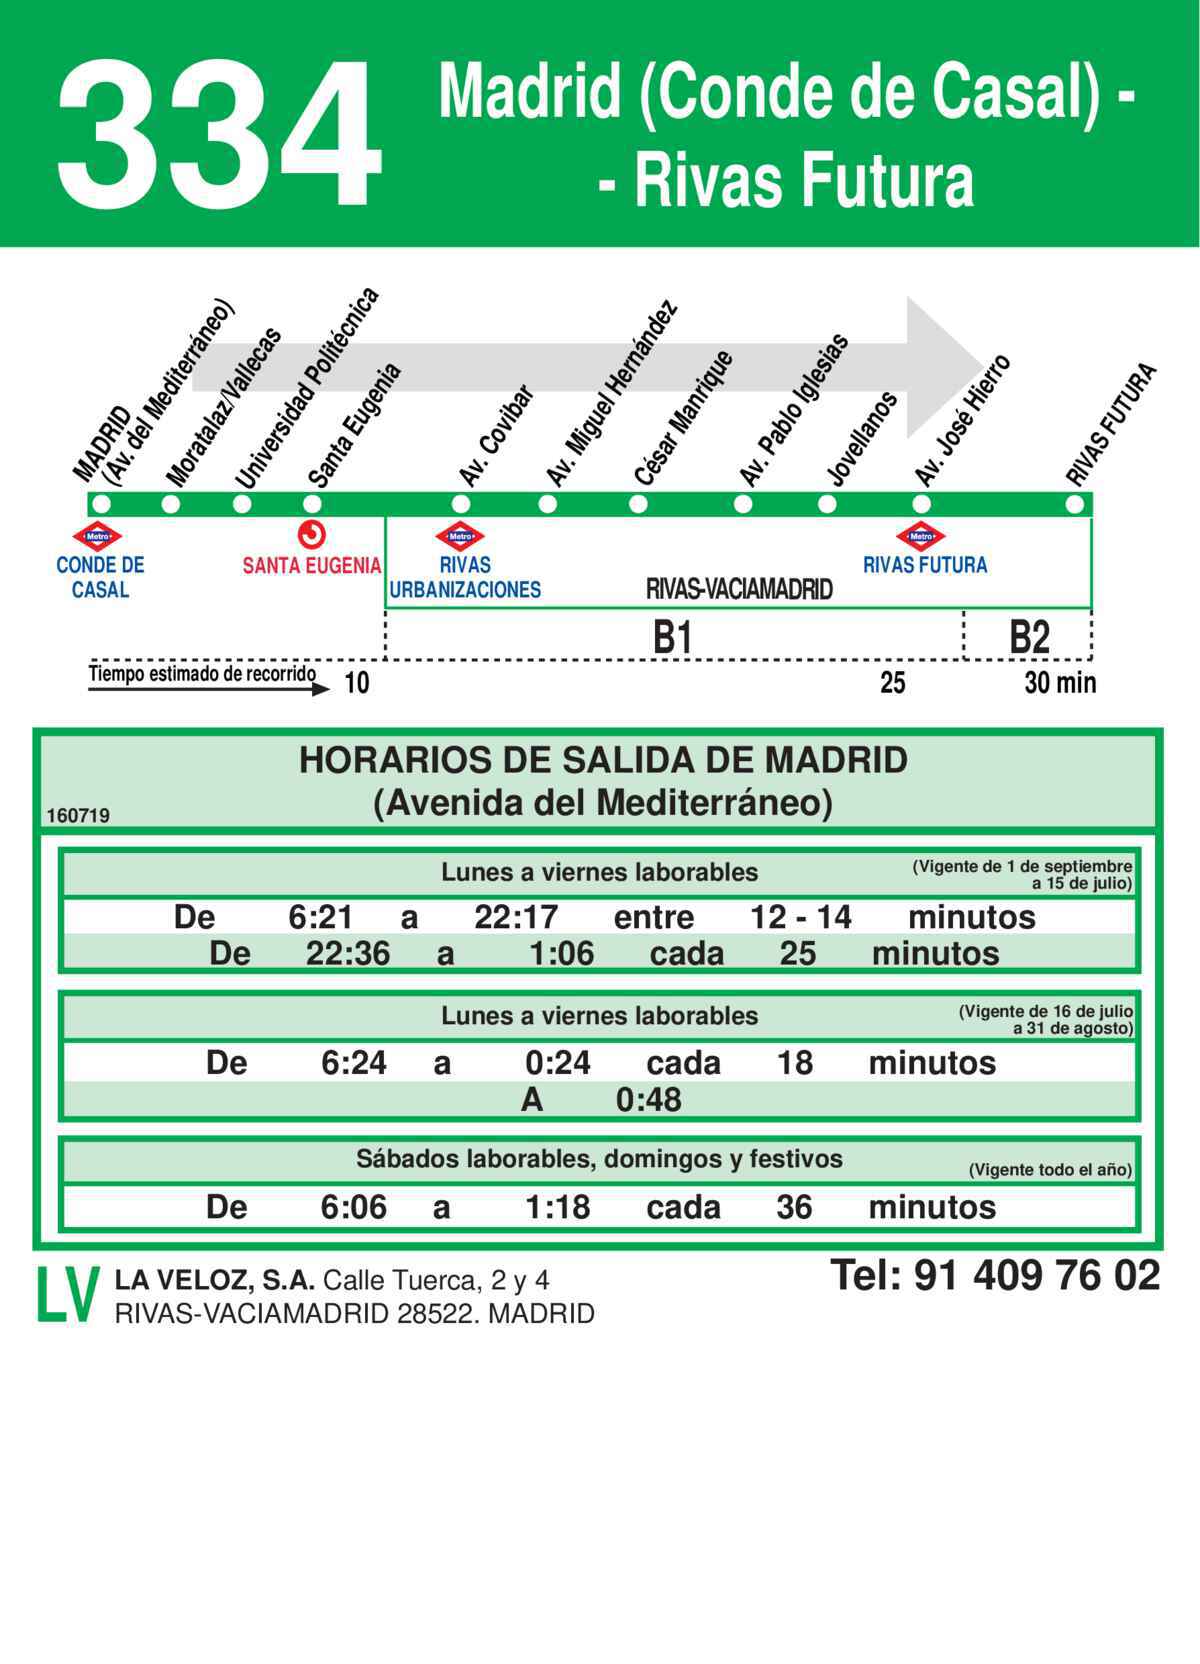 334
Madrid (Conde de Casal) -
- Rivas Futura
MADRID
(Av. del Mediterráneo)
Moratalaz/Vallecas
Universidad Politécnica
Santa Eugenia
Av. Covibar
Av. Miguel Hernández
César Manrique
Av. Pablo Iglesias
Jovellanos
Av. José Hierro
RIVAS FUTURA
Metro
Metro
Metro
CONDE DE
CASAL
SANTA EUGENIA
RIVAS
URBANIZACIONES
RIVAS FUTURA
RIVAS-VACIAMADRID
B1
B2
Tiempo estimado de recorrido
10
25
30 min
HORARIOS DE SALIDA DE MADRID
(Avenida del Mediterráneo)
160719
Lunes a viernes laborables
(Vigente de 1 de septiembre
a 15 de julio)
De 6:21 a 22:17 entre 12 - 14 minutos
De 22:36 a 1:06 cada 25 minutos
Lunes a viernes laborables
(Vigente de 16 de julio
a 31 de agosto)
De 6:24 a 0:24 cada 18 minutos
A 0:48
Sábados laborables, domingos y festivos
(Vigente todo el año)
De 6:06 a 1:18 cada 36 minutos
LV
LA VELOZ, S.A. Calle Tuerca, 2 y 4
RIVAS-VACIAMADRID 28522. MADRID
Tel: 91 409 76 02